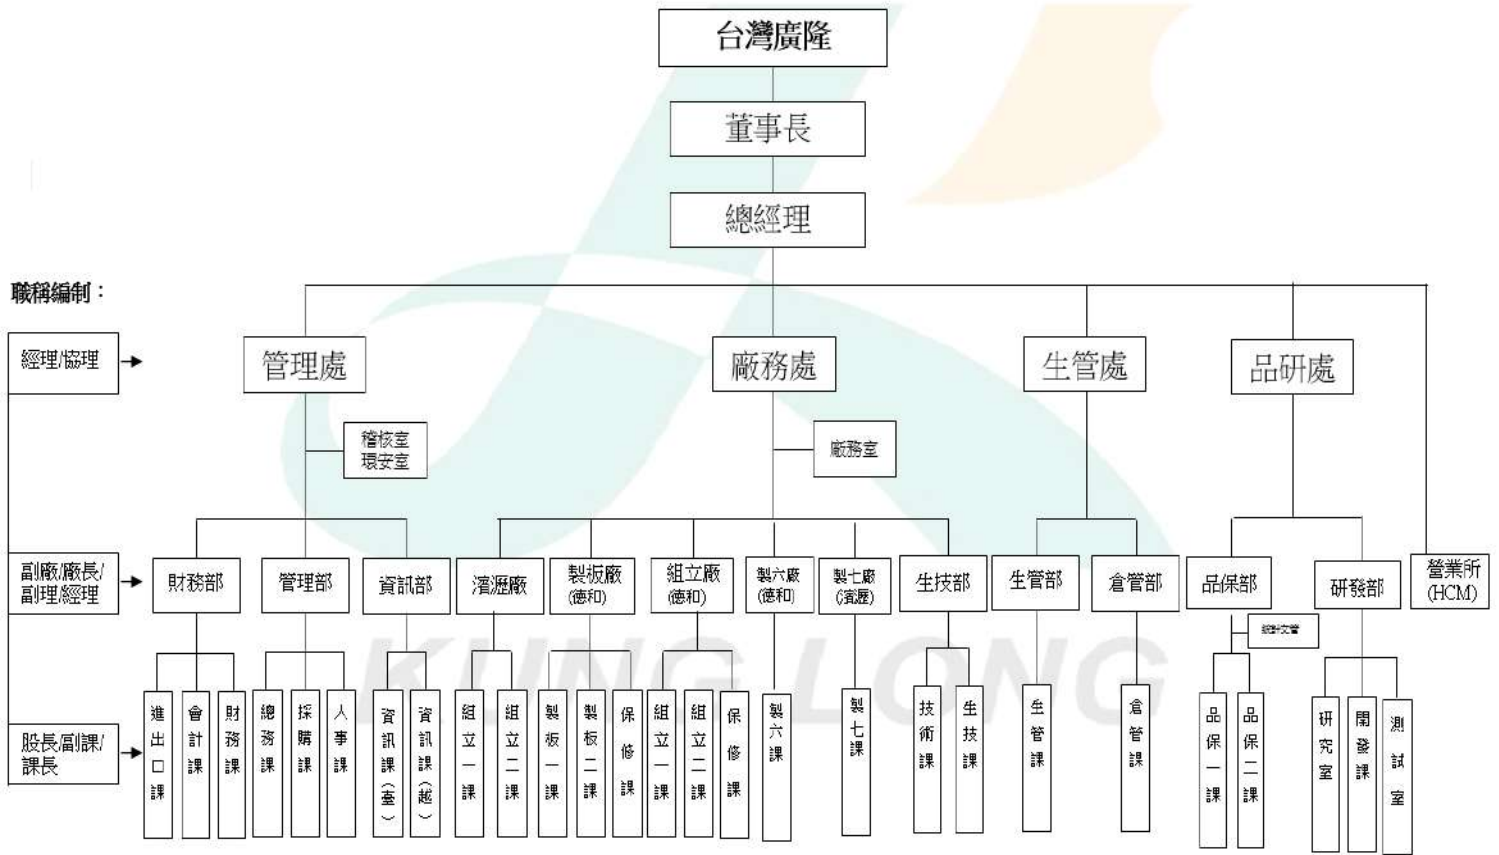 台灣廣隆
董事長
總經理
職稱編制：
經理/協理
管理處
廠務處
生管處
品研處
稽核室
環安室
廠務室
副廠/廠長/
副理/經理
財務部
管理部
資訊部
濱瀝廠
製板廠
(德和)
組立廠
(德和)
製六廠
(德和)
製七廠
(濱瀝)
生技部
生管部
倉管部
品保部
研發部
營業所
(HCM)
統計文管
KUNG LONG
股長/副課/
課長
進出口課
會計課
財務課
總務課
採購課
人事課
資訊課(臺)
資訊課(越)
組立一課
組立二課
製板一課
製板二課
保修課
組立一課
組立二課
保修課
製六課
製七課
技術課
生技課
生管課
倉管課
品保一課
品保二課
研究室
開發課
測試室